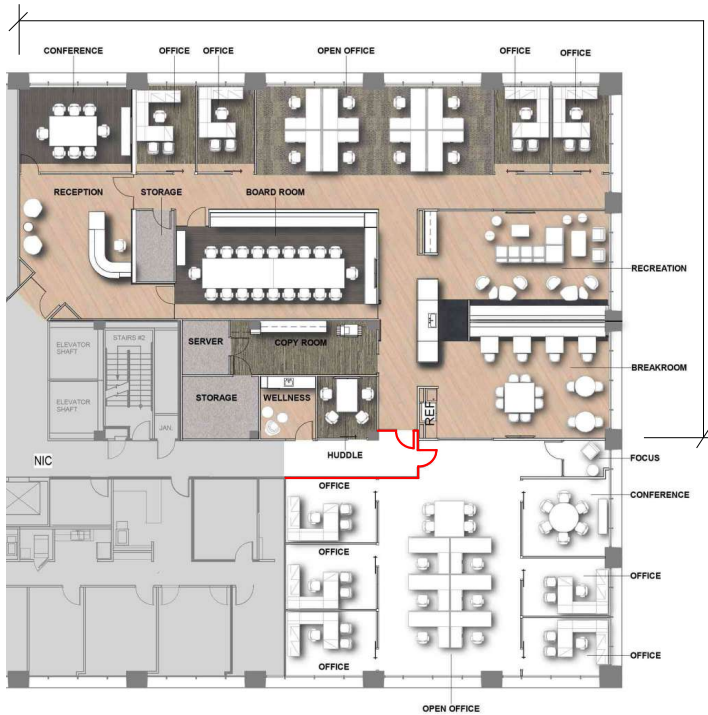 CONFERENCE
OFFICE
OFFICE
OPEN OFFICE
OFFICE
OFFICE
RECEPTION
STORAGE
BOARD ROOM
RECREATION
STAIRS #2
ELEVATOR
SHAFT
SERVER
COPY ROOM
BREAKROOM
ELEVATOR
SHAFT
STORAGE
WELLNESS
REF.
JAN.
NIC
HUDDLE
FOCUS
OFFICE
CONFERENCE
OFFICE
OFFICE
OFFICE
OFFICE
OPEN OFFICE